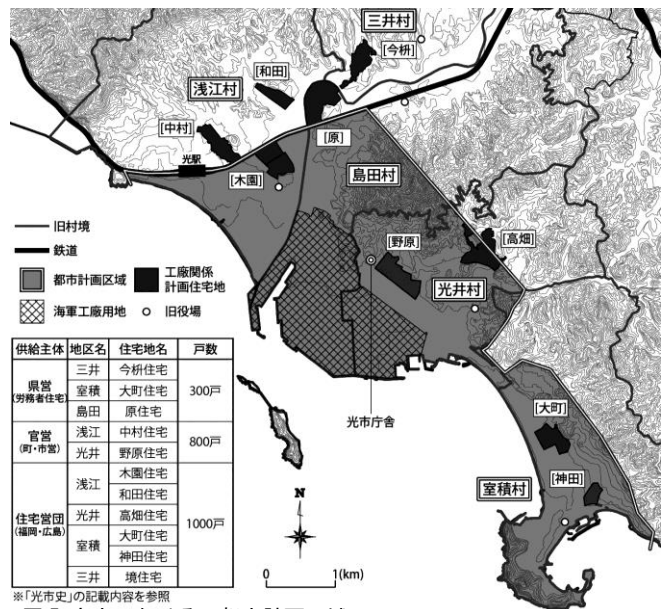 三井村
[今枡]
[和田]
浅江村
[中村]
[原]
光駅
[木園]
島田村
[野原]
[高畑]
光井村
旧村境
鉄道
都市計画区域
工廠関係
計画住宅地
海軍工廠用地
旧役場
供給主体 地区名 住宅地名 戸数
県営
(労務者住宅)
三井 今枡住宅
室積 大町住宅
島田 原住宅
300戸
官営
(町・市営)
浅江 中村住宅
光井 野原住宅
800戸
住宅営団
(福岡・広島)
浅江 木園住宅
和田住宅
光井 高畑住宅
室積 大町住宅
神田住宅
三井 境住宅
1000戸
※「光市史」の記載内容を参照
光市庁舎
[大町]
[神田]
室積村
N
0 1(km)